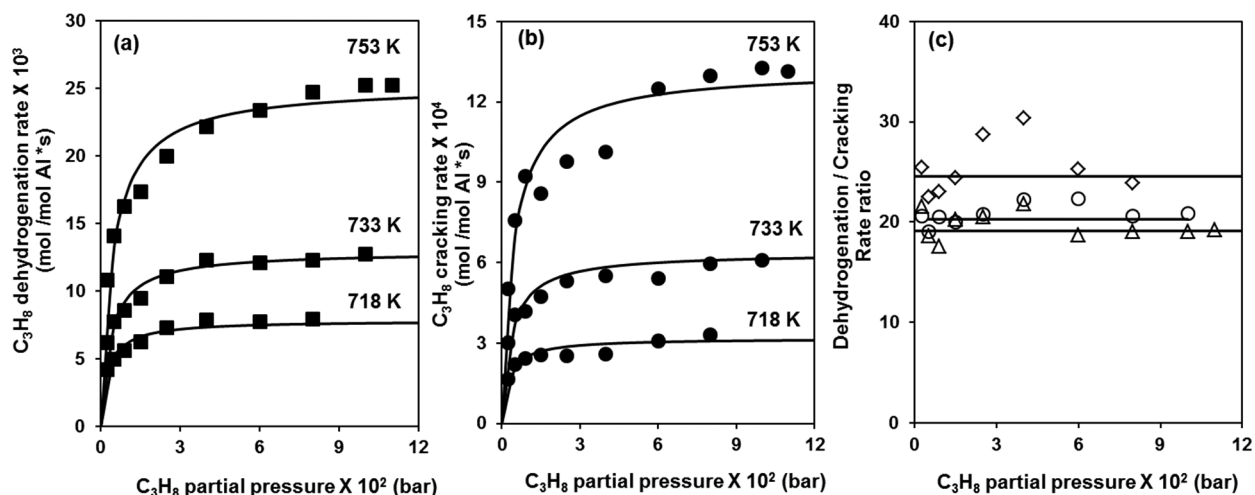 (a)
753 K
733 K
718 K
30
25
20
15
10
5
0
0
3
6
9
12
C₃H₈ dehydrogenation rate X 10³
(mol /mol Al *s)
C₃H₈ partial pressure X 10² (bar)
(b)
753 K
733 K
718 K
15
12
9
6
3
0
0
3
6
9
12
C₃H₈ cracking rate X 10⁴
(mol /mol Al *s)
C₃H₈ partial pressure X 10² (bar)
(c)
40
30
20
10
0
0
3
6
9
12
Dehydrogenation / Cracking
Rate ratio
C₃H₈ partial pressure X 10² (bar)